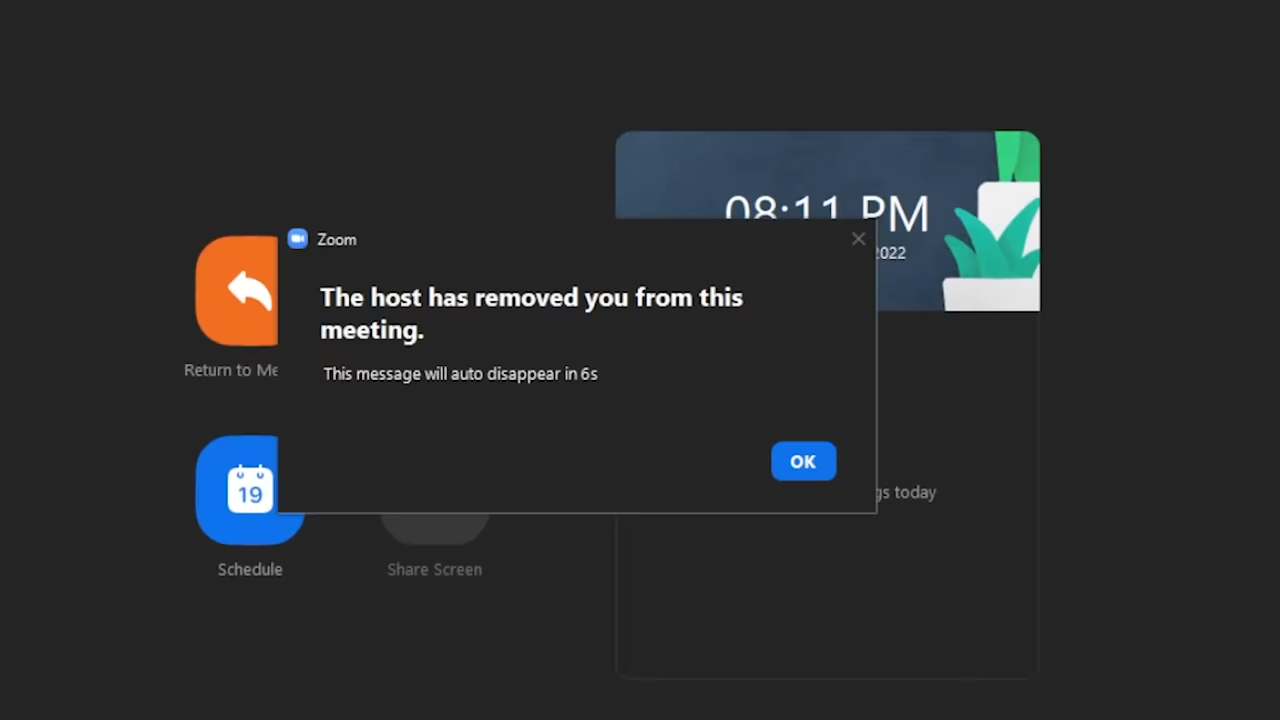 08:11 PM
2022
Zoom
The host has removed you from this
meeting.
This message will auto disappear in 6s
OK
Return to Me
19
today
Schedule
Share Screen